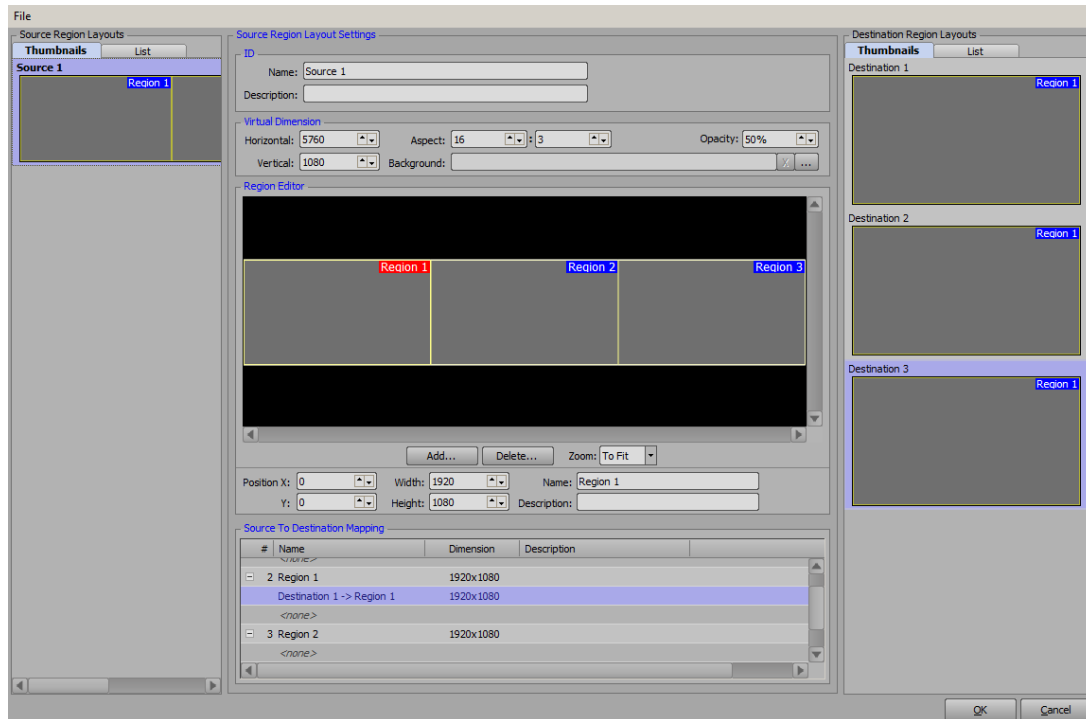 File
Source Region Layouts
Thumbnails List
Source 1
Region 1
Source Region Layout Settings
ID
Name: Source 1
Description:
Virtual Dimension
Horizontal: 5760 Aspect: 16 : 3 Opacity: 50%
Vertical: 1080 Background: X ...
Region Editor
Region 1 Region 2 Region 3
Add... Delete... Zoom: To Fit
Position X: 0 Width: 1920 Name: Region 1
Y: 0 Height: 1080 Description:
Source To Destination Mapping
# Name Dimension Description
<none>
2 Region 1 1920x1080
Destination 1 -> Region 1 1920x1080
<none>
3 Region 2 1920x1080
<none>
Destination Region Layouts
Thumbnails List
Destination 1
Region 1
Destination 2
Region 1
Destination 3
Region 1
OK Cancel